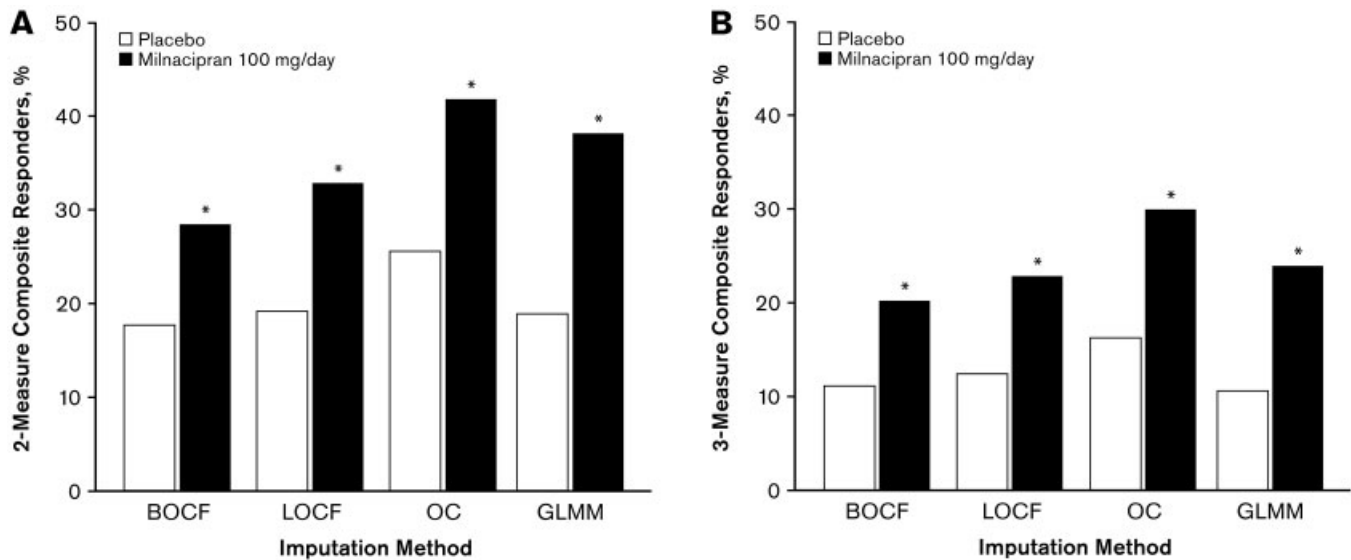 A
Placebo
Milnacipran 100 mg/day
2-Measure Composite Responders, %
50
40
30
20
10
0
*
*
*
*
BOCF LOCF OC GLMM
Imputation Method
B
Placebo
Milnacipran 100 mg/day
3-Measure Composite Responders, %
50
40
30
20
10
0
*
*
*
*
BOCF LOCF OC GLMM
Imputation Method